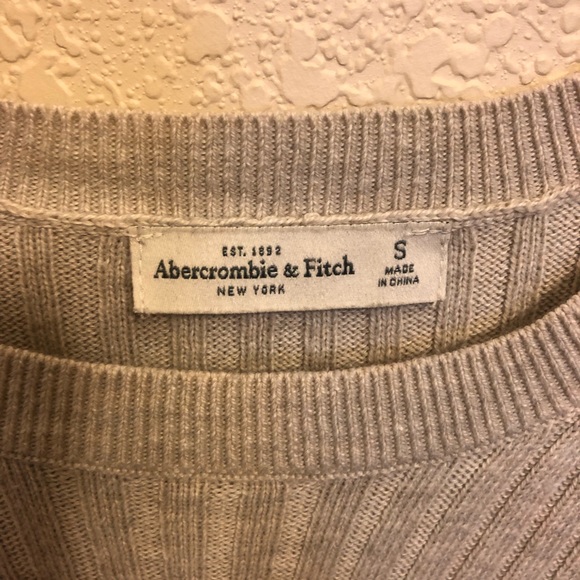 EST. 1892
Abercrombie & Fitch
NEW YORK
S
MADE
IN CHINA